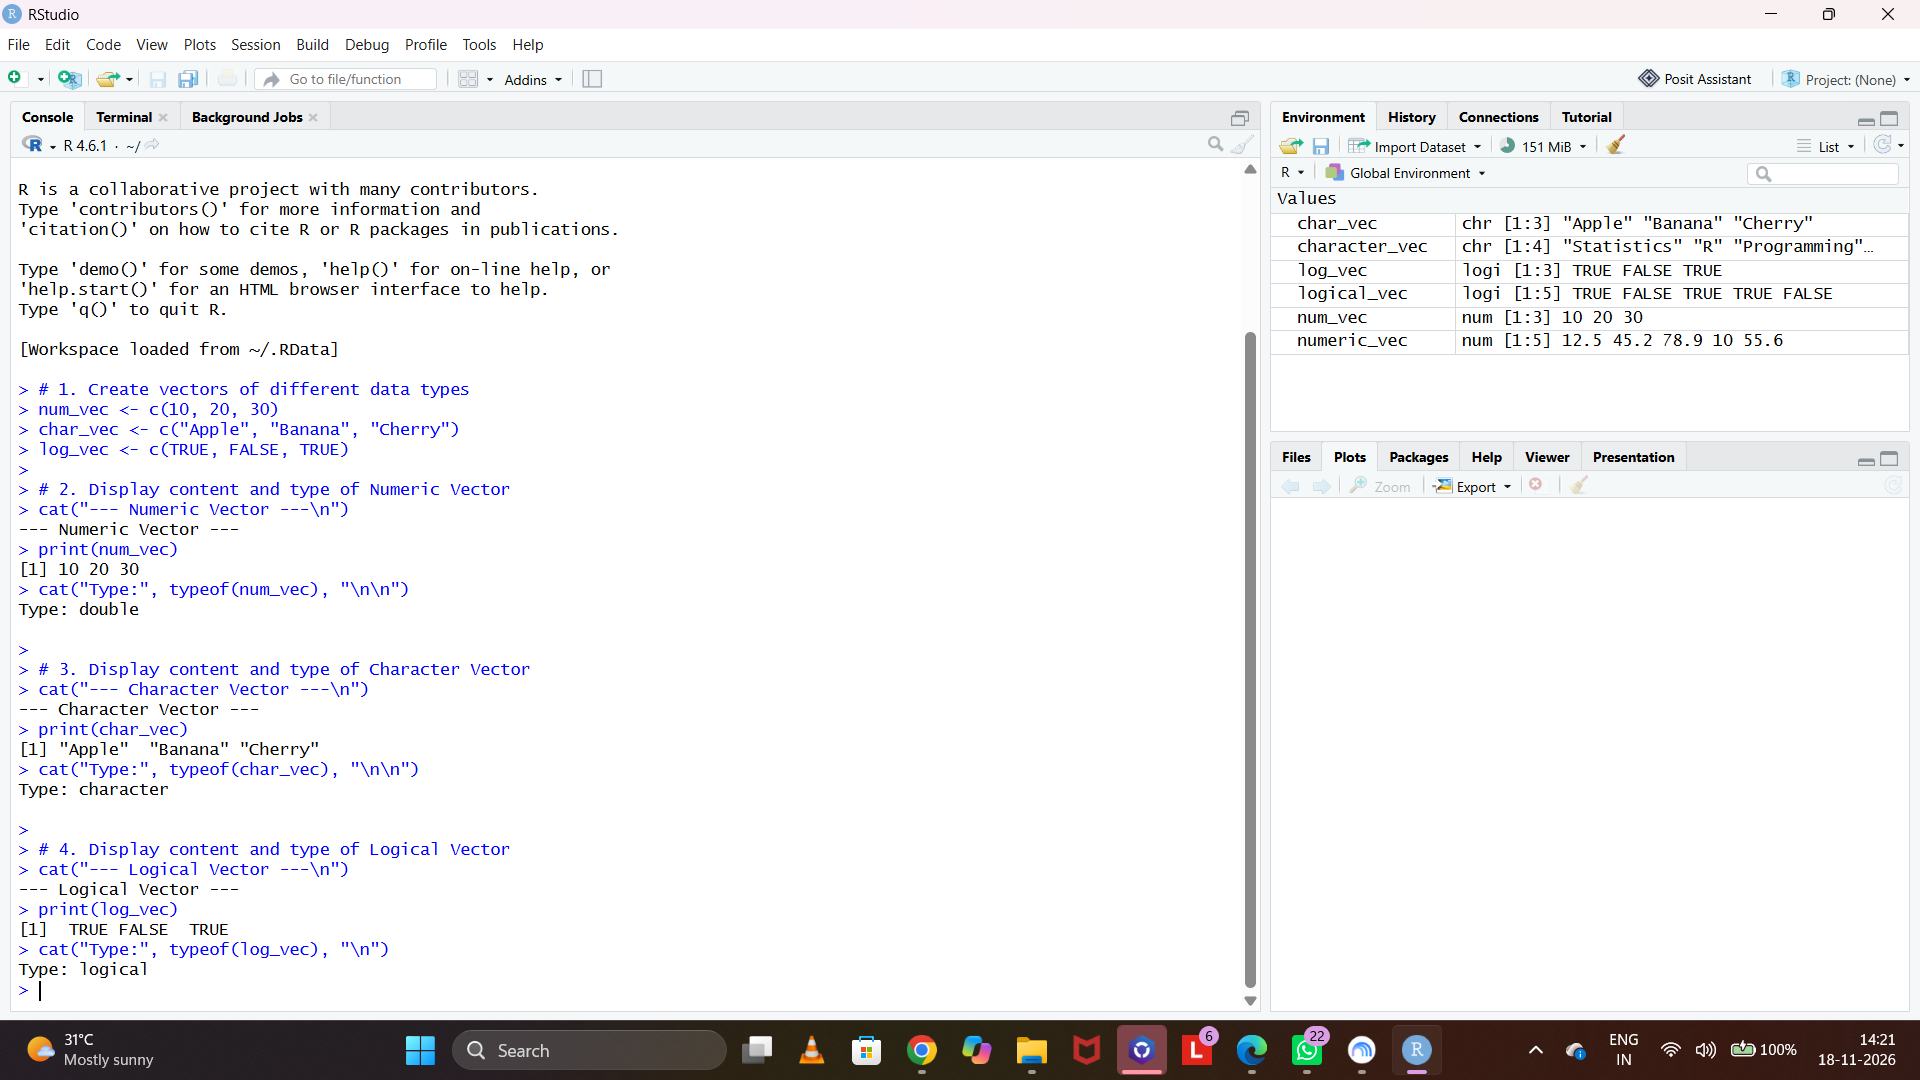 RStudio
File Edit Code View Plots Session Build Debug Profile Tools Help
Go to file/function Addins Posit Assistant Project: (None)
Console Terminal Background Jobs
R 4.6.1 · ~/
R is a collaborative project with many contributors.
Type 'contributors()' for more information and
'citation()' on how to cite R or R packages in publications.
Type 'demo()' for some demos, 'help()' for on-line help, or
'help.start()' for an HTML browser interface to help.
Type 'q()' to quit R.
[Workspace loaded from ~/.RData]
> # 1. Create vectors of different data types
> num_vec <- c(10, 20, 30)
> char_vec <- c("Apple", "Banana", "Cherry")
> log_vec <- c(TRUE, FALSE, TRUE)
>
> # 2. Display content and type of Numeric Vector
> cat("--- Numeric Vector ---\n")
--- Numeric Vector ---
> print(num_vec)
[1] 10 20 30
> cat("Type:", typeof(num_vec), "\n\n")
Type: double
>
> # 3. Display content and type of Character Vector
> cat("--- Character Vector ---\n")
--- Character Vector ---
> print(char_vec)
[1] "Apple"  "Banana" "Cherry"
> cat("Type:", typeof(char_vec), "\n\n")
Type: character
>
> # 4. Display content and type of Logical Vector
> cat("--- Logical Vector ---\n")
--- Logical Vector ---
> print(log_vec)
[1]  TRUE FALSE  TRUE
> cat("Type:", typeof(log_vec), "\n")
Type: logical
>
Environment History Connections Tutorial
Import Dataset 151 MiB List
R Global Environment
Values
char_vec chr [1:3] "Apple" "Banana" "Cherry"
character_vec chr [1:4] "Statistics" "R" "Programming"…
log_vec logi [1:3] TRUE FALSE TRUE
logical_vec logi [1:5] TRUE FALSE TRUE TRUE FALSE
num_vec num [1:3] 10 20 30
numeric_vec num [1:5] 12.5 45.2 78.9 10 55.6
Files Plots Packages Help Viewer Presentation
Zoom Export
31°C
Mostly sunny
Search
L 6 22 R
ENG
IN
100%
14:21
18-11-2026